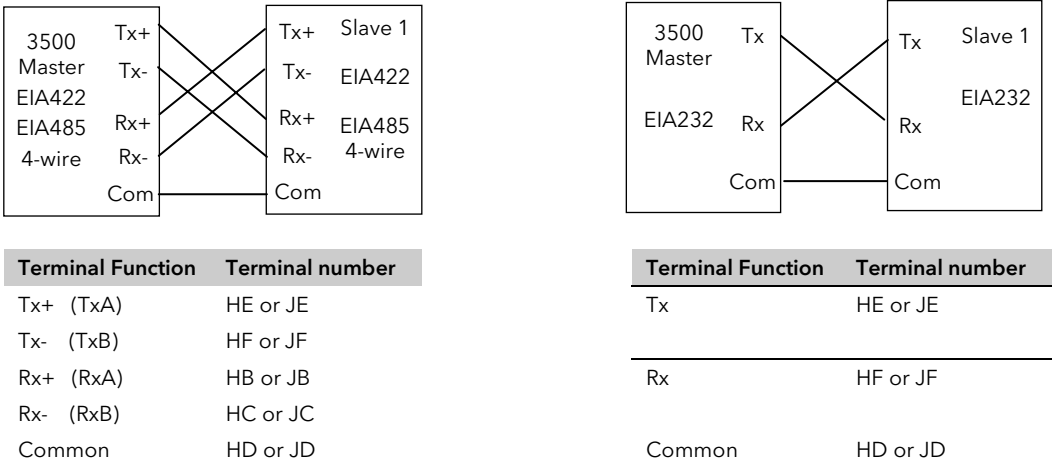 3500
Master
EIA422
EIA485
4-wire
Tx+
Tx-
Rx+
Rx-
Com
Tx+
Tx-
Rx+
Rx-
Com
Slave 1
EIA422
EIA485
4-wire
Terminal Function Terminal number
Tx+ (TxA) HE or JE
Tx- (TxB) HF or JF
Rx+ (RxA) HB or JB
Rx- (RxB) HC or JC
Common HD or JD
3500
Master
EIA232
Tx
Rx
Com
Tx
Rx
Com
Slave 1
EIA232
Terminal Function Terminal number
Tx HE or JE
Rx HF or JF
Common HD or JD